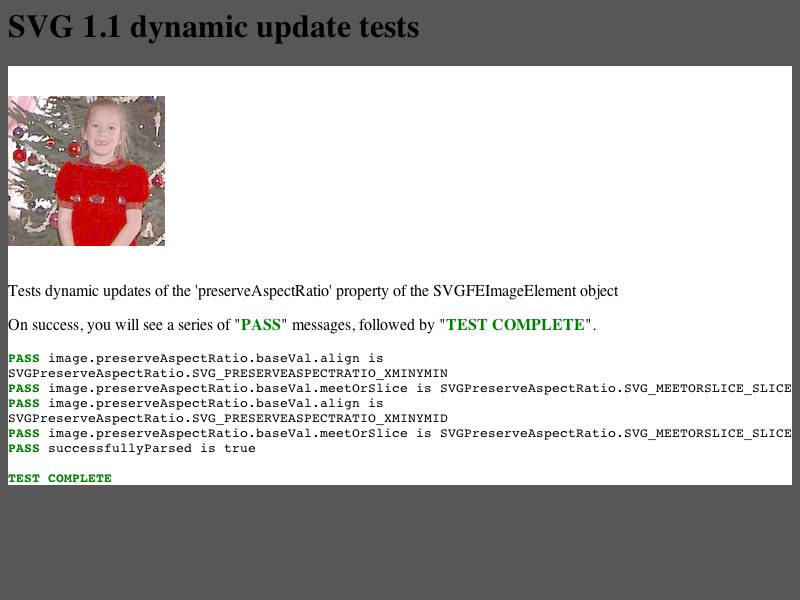 SVG 1.1 dynamic update tests
Tests dynamic updates of the 'preserveAspectRatio' property of the SVGFEImageElement object
On success, you will see a series of "PASS" messages, followed by "TEST COMPLETE".
PASS image.preserveAspectRatio.baseVal.align is
SVGPreserveAspectRatio.SVG_PRESERVEASPECTRATIO_XMINYMIN
PASS image.preserveAspectRatio.baseVal.meetOrSlice is SVGPreserveAspectRatio.SVG_MEETORSLICE_SLICE
PASS image.preserveAspectRatio.baseVal.align is
SVGPreserveAspectRatio.SVG_PRESERVEASPECTRATIO_XMINYMID
PASS image.preserveAspectRatio.baseVal.meetOrSlice is SVGPreserveAspectRatio.SVG_MEETORSLICE_SLICE
PASS successfullyParsed is true
TEST COMPLETE